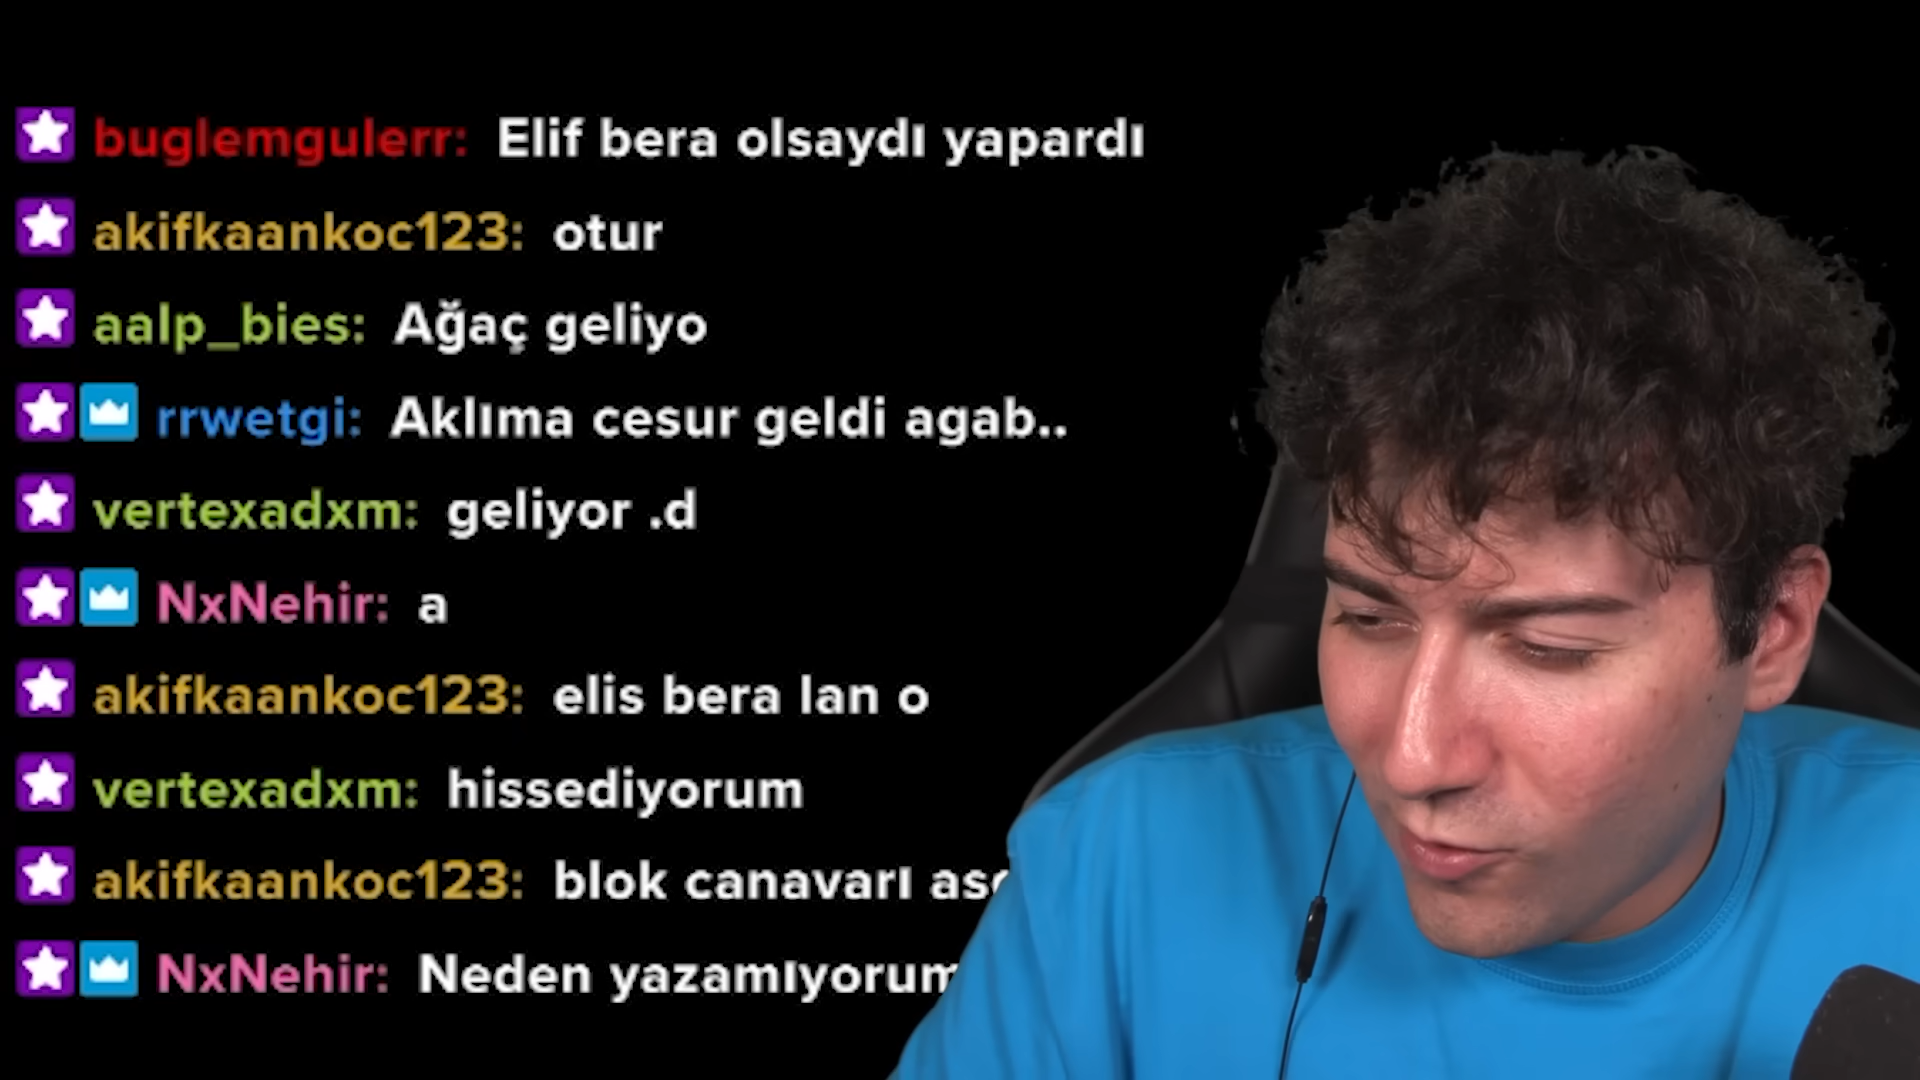 buglemgulerr: Elif bera olsaydı yapardı
akifkaankoc123: otur
aalp_bies: Ağaç geliyo
rrwetgi: Aklıma cesur geldi agab..
vertexadxm: geliyor .d
NxNehir: a
akifkaankoc123: elis bera lan o
vertexadxm: hissediyorum
akifkaankoc123: blok canavarı
NxNehir: Neden yazamıyorum